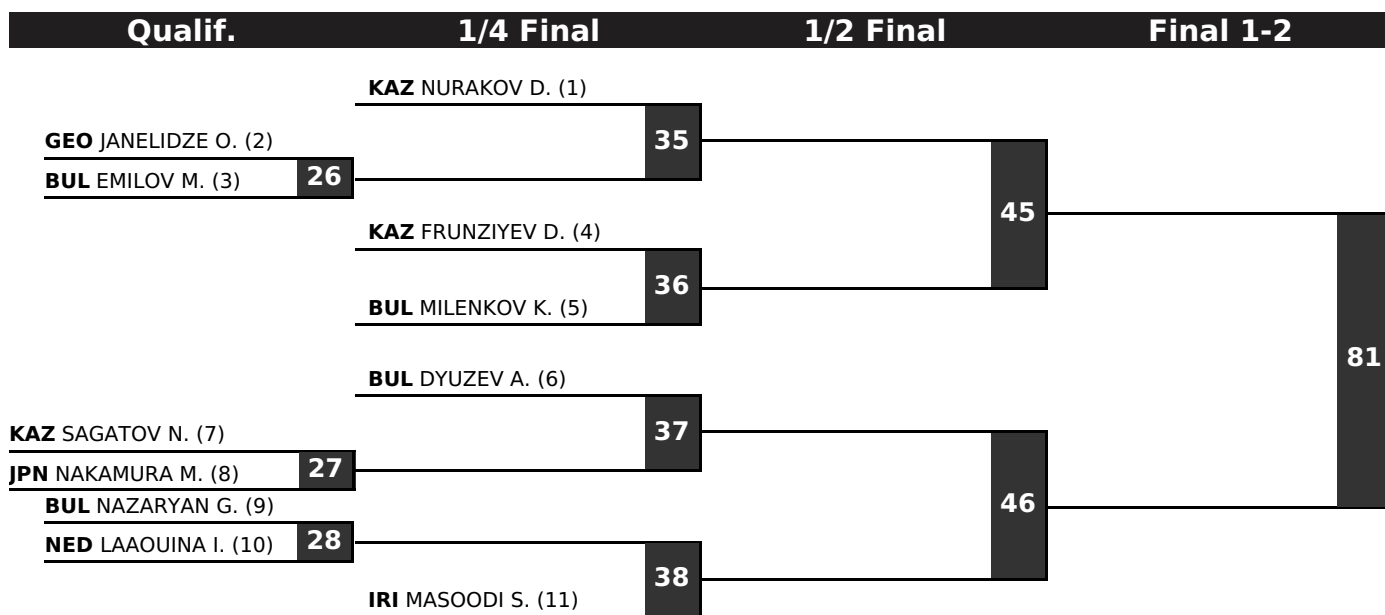 Qualif. 1/4 Final 1/2 Final Final 1-2
KAZ NURAKOV D. (1)
35
GEO JANELIDZE O. (2)
BUL EMILOV M. (3)
26
45
KAZ FRUNZIYEV D. (4)
36
BUL MILENKOV K. (5)
81
BUL DYUZEV A. (6)
37
KAZ SAGATOV N. (7)
JPN NAKAMURA M. (8)
27
46
BUL NAZARYAN G. (9)
NED LAAOUINA I. (10)
28
38
IRI MASOODI S. (11)